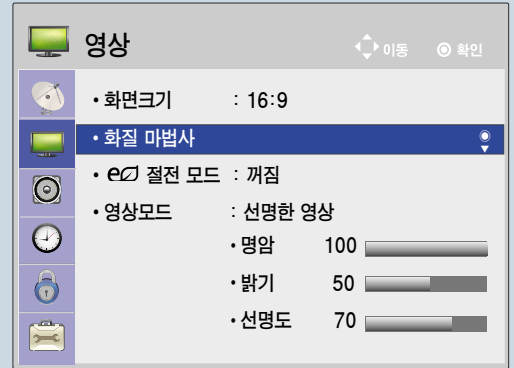 영상 이동 확인
• 화면크기 : 16:9
• 화질 마법사
• e 절전 모드 : 꺼짐
• 영상모드 : 선명한 영상
• 명암 100
• 밝기 50
• 선명도 70